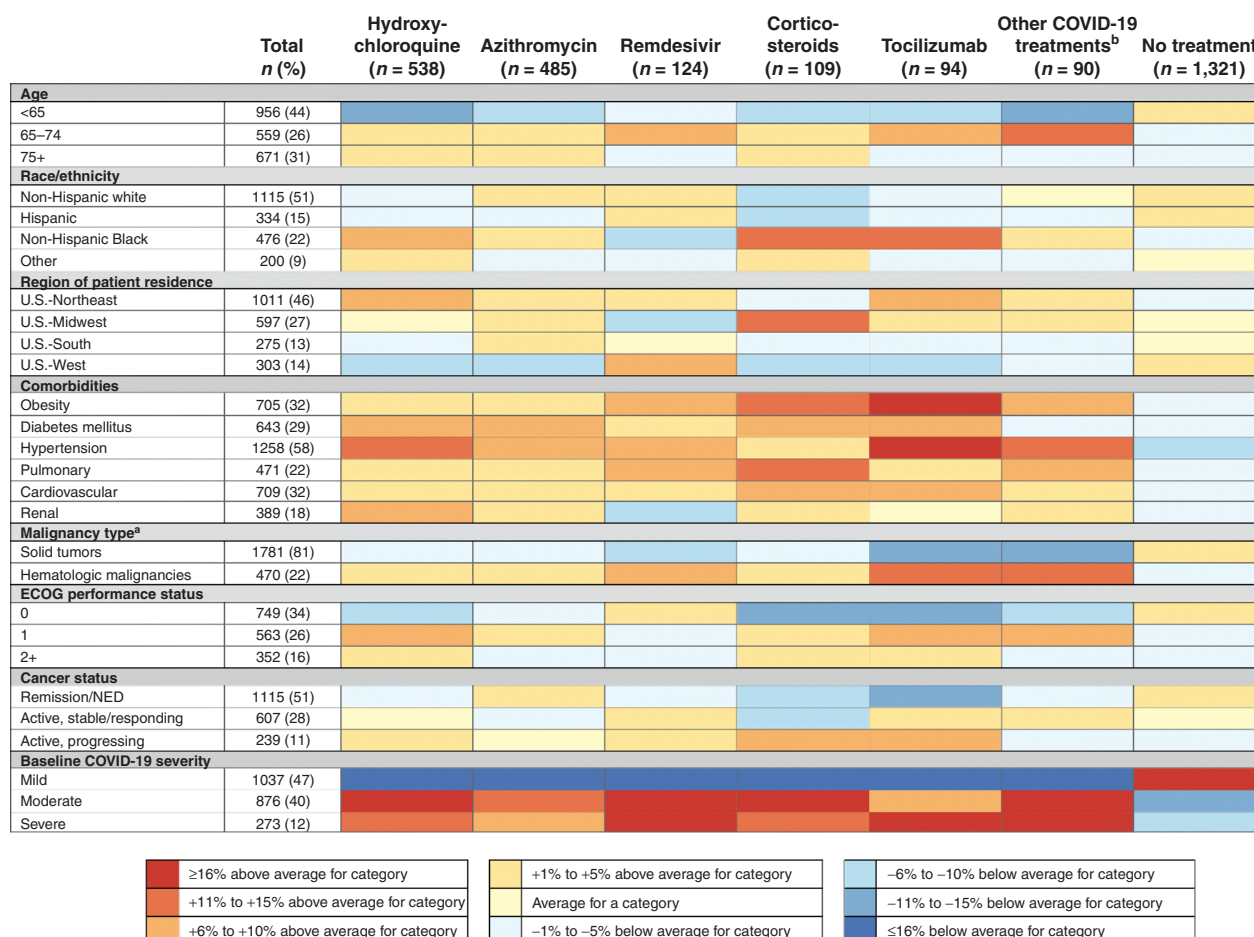 Total n (%) Hydroxy-chloroquine (n = 538) Azithromycin (n = 485) Remdesivir (n = 124) Cortico-steroids (n = 109) Tocilizumab (n = 94) Other COVID-19 treatmentsb (n = 90) No treatment (n = 1,321)
Age
<65 956 (44)
65–74 559 (26)
75+ 671 (31)
Race/ethnicity
Non-Hispanic white 1115 (51)
Hispanic 334 (15)
Non-Hispanic Black 476 (22)
Other 200 (9)
Region of patient residence
U.S.-Northeast 1011 (46)
U.S.-Midwest 597 (27)
U.S.-South 275 (13)
U.S.-West 303 (14)
Comorbidities
Obesity 705 (32)
Diabetes mellitus 643 (29)
Hypertension 1258 (58)
Pulmonary 471 (22)
Cardiovascular 709 (32)
Renal 389 (18)
Malignancy typea
Solid tumors 1781 (81)
Hematologic malignancies 470 (22)
ECOG performance status
0 749 (34)
1 563 (26)
2+ 352 (16)
Cancer status
Remission/NED 1115 (51)
Active, stable/responding 607 (28)
Active, progressing 239 (11)
Baseline COVID-19 severity
Mild 1037 (47)
Moderate 876 (40)
Severe 273 (12)
≥16% above average for category
+11% to +15% above average for category
+6% to +10% above average for category
+1% to +5% above average for category
Average for a category
−1% to −5% below average for category
−6% to −10% below average for category
−11% to −15% below average for category
≤16% below average for category